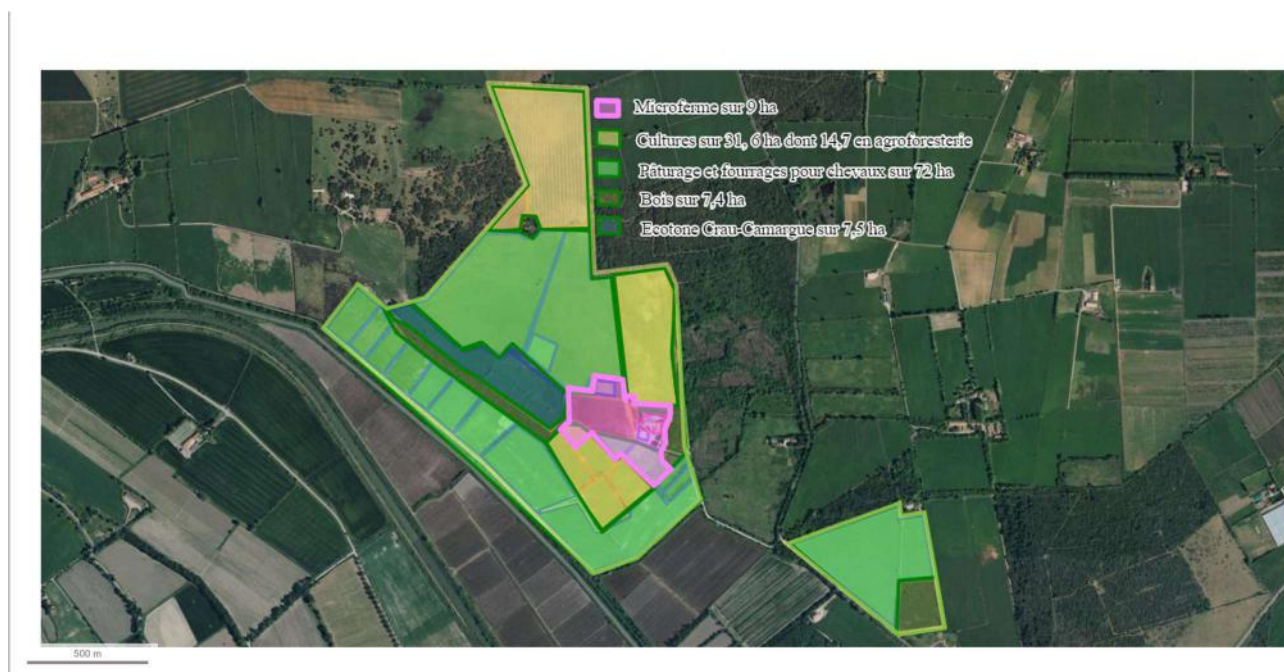 Microferme sur 9 ha
Cultures sur 31, 6 ha dont 14,7 en agroforesterie
Pâturage et fourrages pour chevaux sur 72 ha
Bois sur 7,4 ha
Ecotone Crau-Camargue sur 7,5 ha
500 m